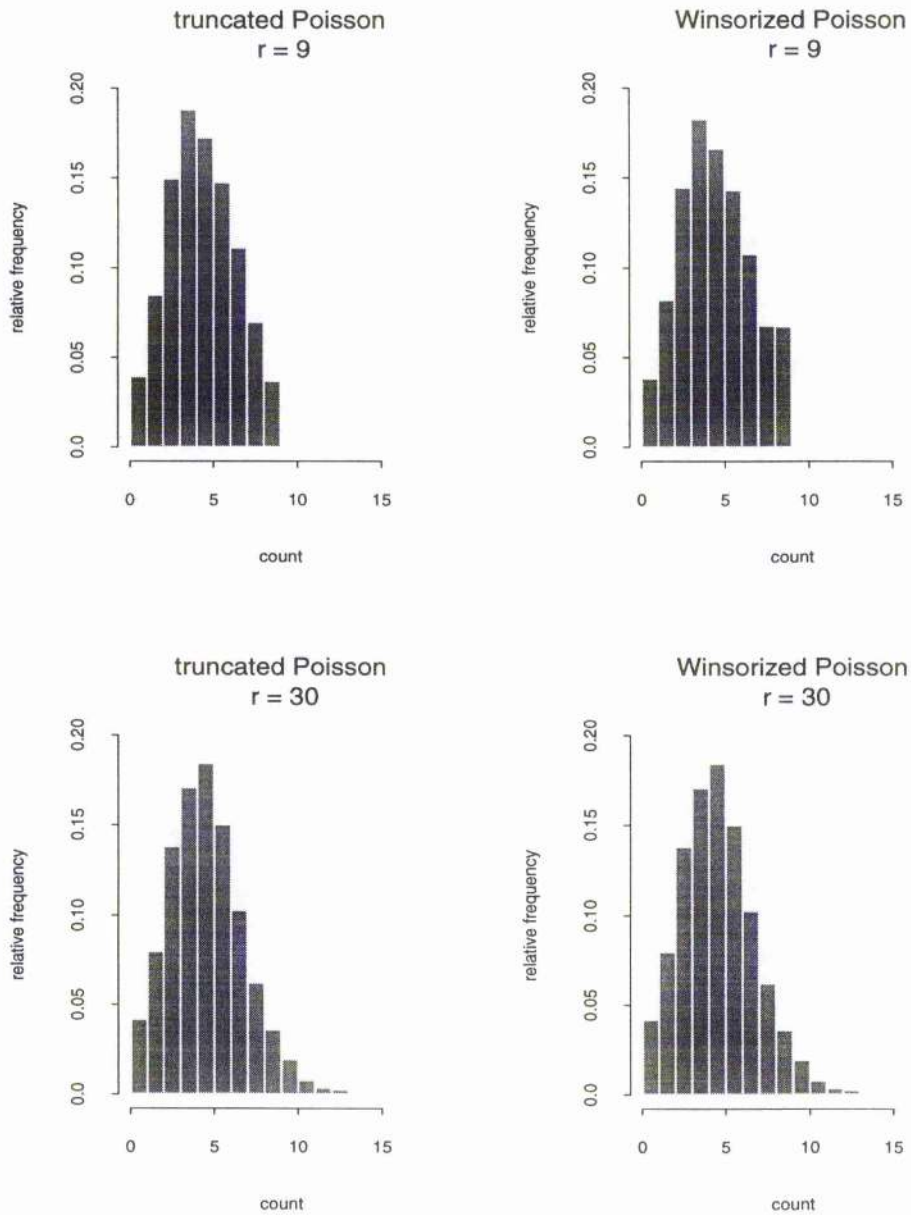 truncated Poisson
r = 9
relative frequency
0.20
0.15
0.10
0.05
0.0
0 5 10 15
count
Winsorized Poisson
r = 9
relative frequency
0.20
0.15
0.10
0.05
0.0
0 5 10 15
count
truncated Poisson
r = 30
relative frequency
0.20
0.15
0.10
0.05
0.0
0 5 10 15
count
Winsorized Poisson
r = 30
relative frequency
0.20
0.15
0.10
0.05
0.0
0 5 10 15
count